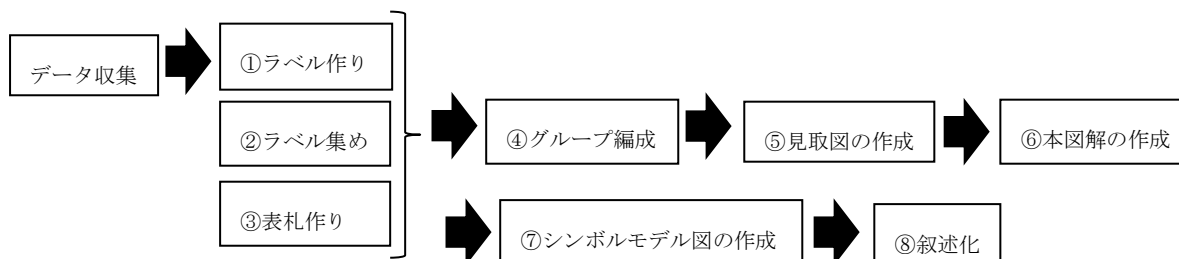 データ収集
①ラベル作り
②ラベル集め
③表札作り
④グループ編成
⑤見取図の作成
⑥本図解の作成
⑦シンボルモデル図の作成
⑧叙述化